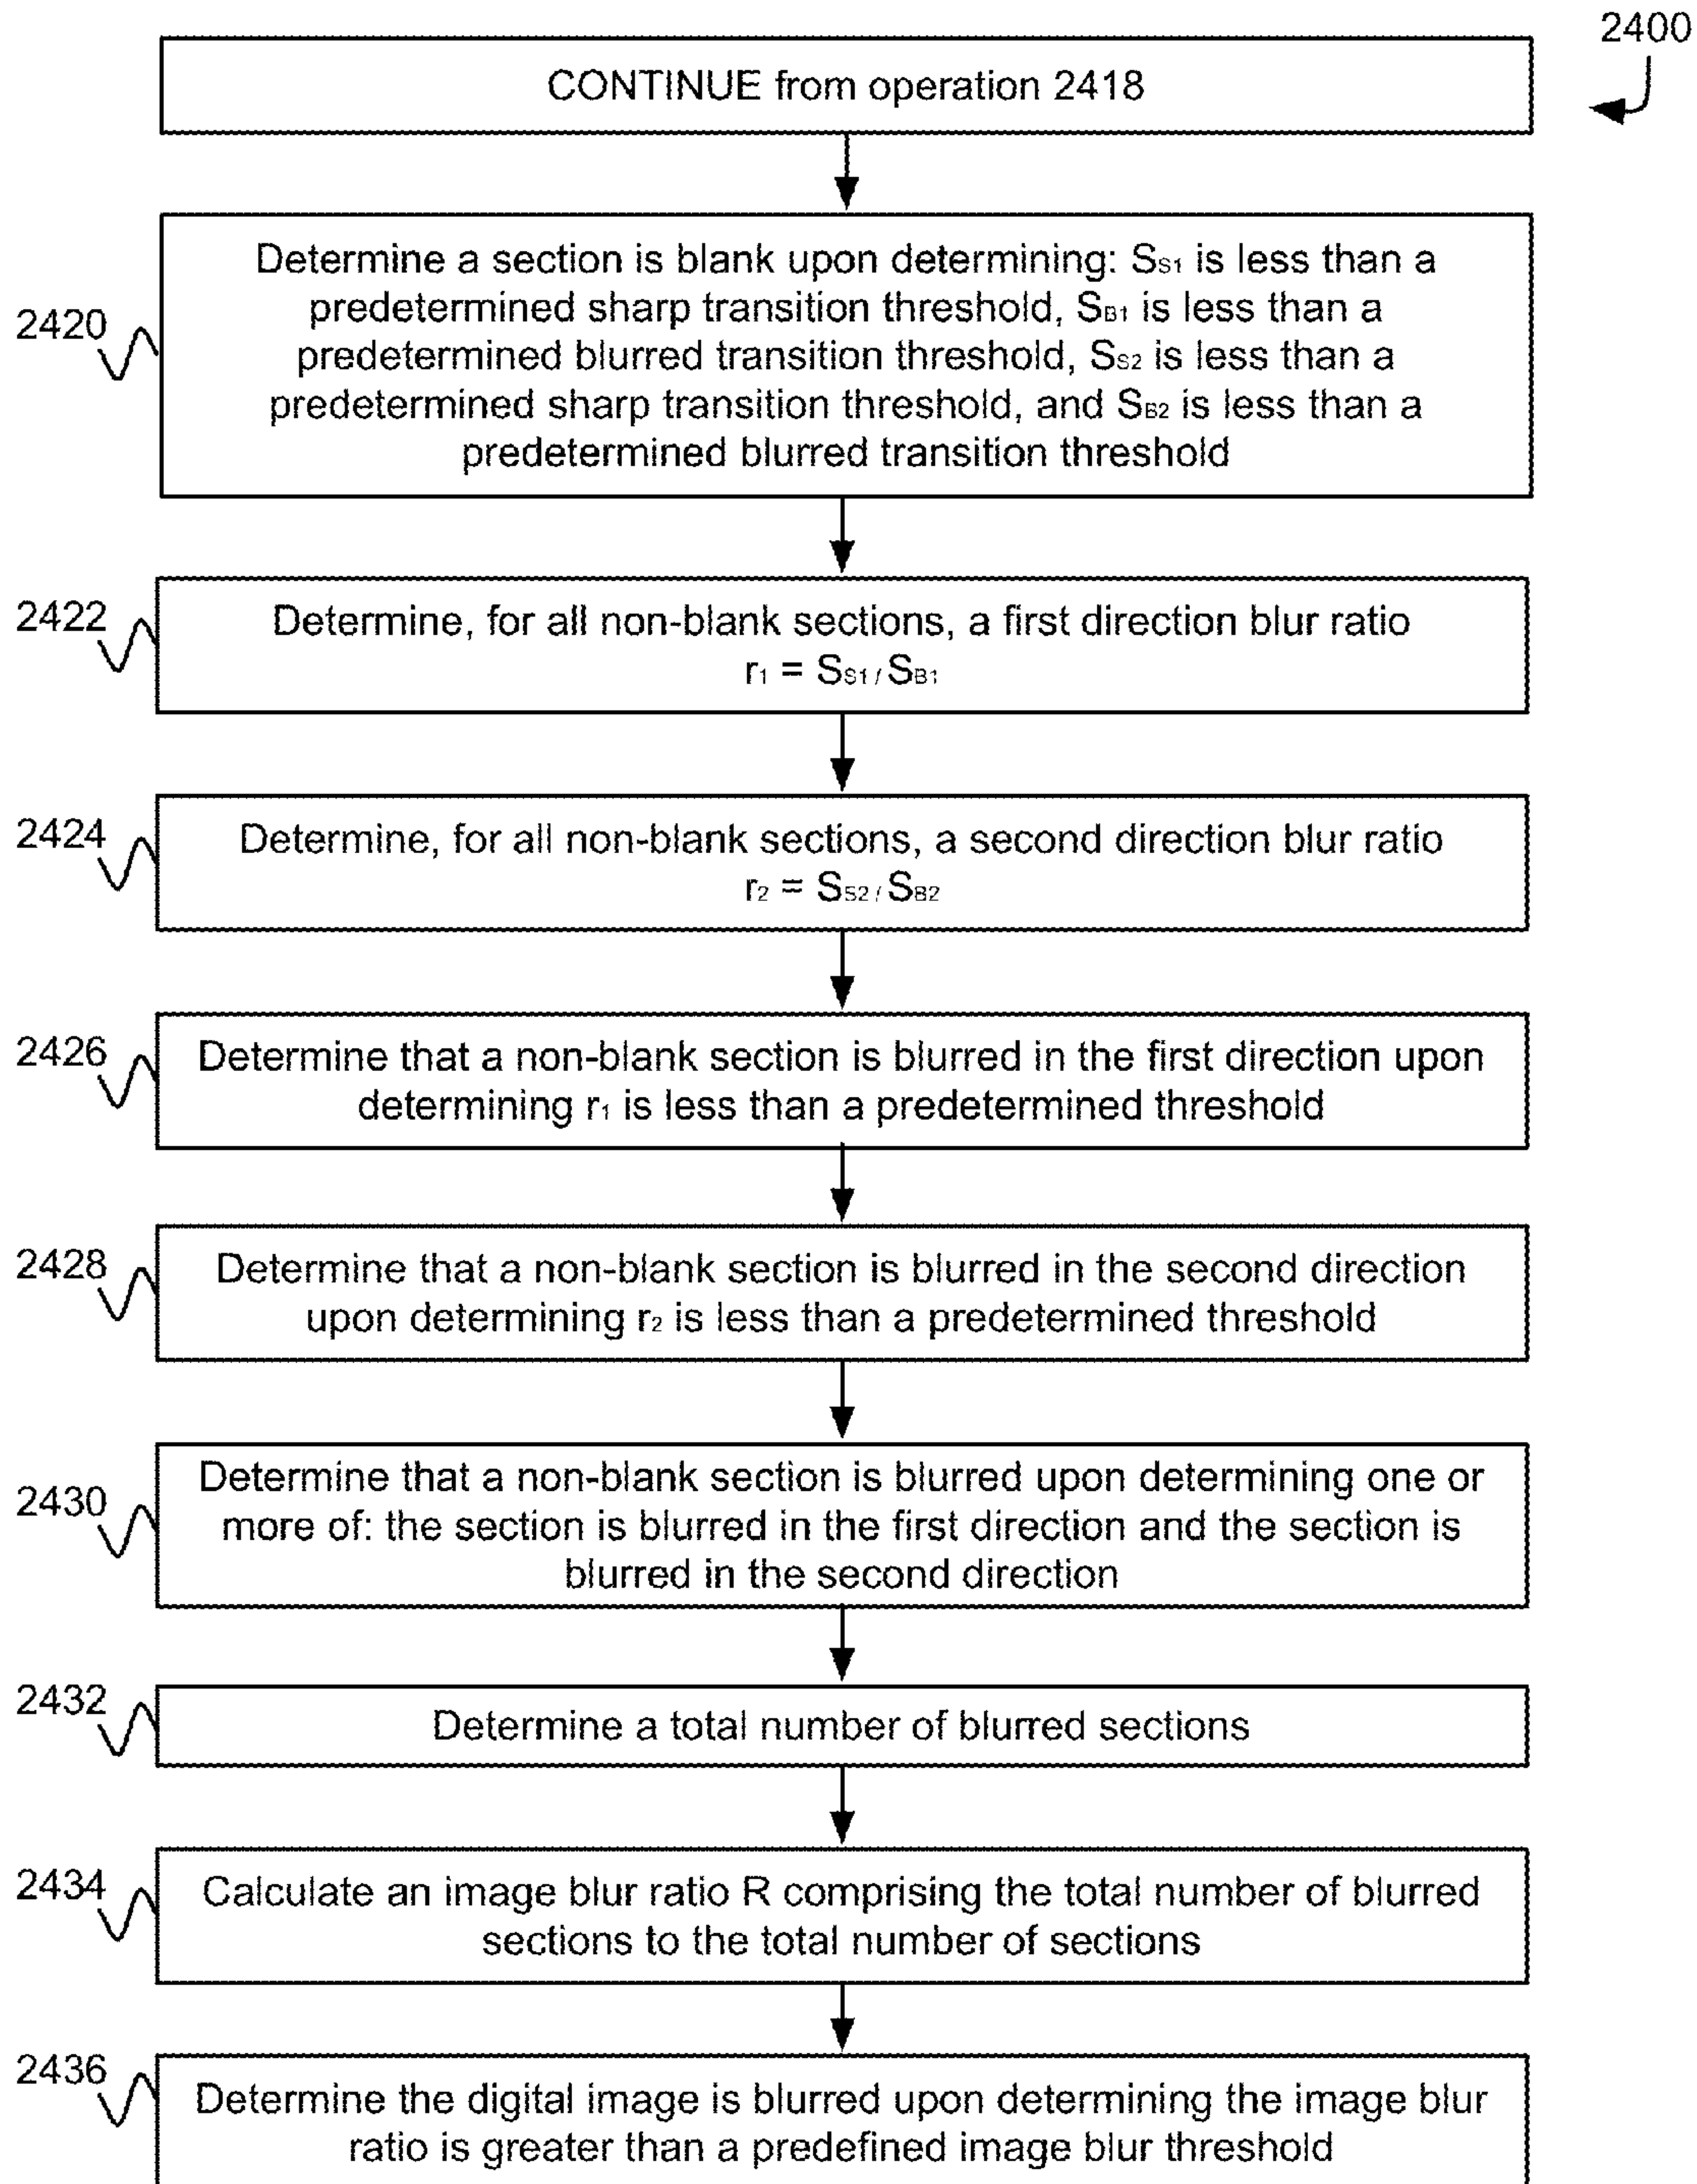 2400
CONTINUE from operation 2418
2420
Determine a section is blank upon determining: SS1 is less than a
predetermined sharp transition threshold, SB1 is less than a
predetermined blurred transition threshold, SS2 is less than a
predetermined sharp transition threshold, and SB2 is less than a
predetermined blurred transition threshold
2422
Determine, for all non-blank sections, a first direction blur ratio
r1 = SS1/SB1
2424
Determine, for all non-blank sections, a second direction blur ratio
r2 = SS2/SB2
2426
Determine that a non-blank section is blurred in the first direction upon
determining r1 is less than a predetermined threshold
2428
Determine that a non-blank section is blurred in the second direction
upon determining r2 is less than a predetermined threshold
2430
Determine that a non-blank section is blurred upon determining one or
more of: the section is blurred in the first direction and the section is
blurred in the second direction
2432
Determine a total number of blurred sections
2434
Calculate an image blur ratio R comprising the total number of blurred
sections to the total number of sections
2436
Determine the digital image is blurred upon determining the image blur
ratio is greater than a predefined image blur threshold